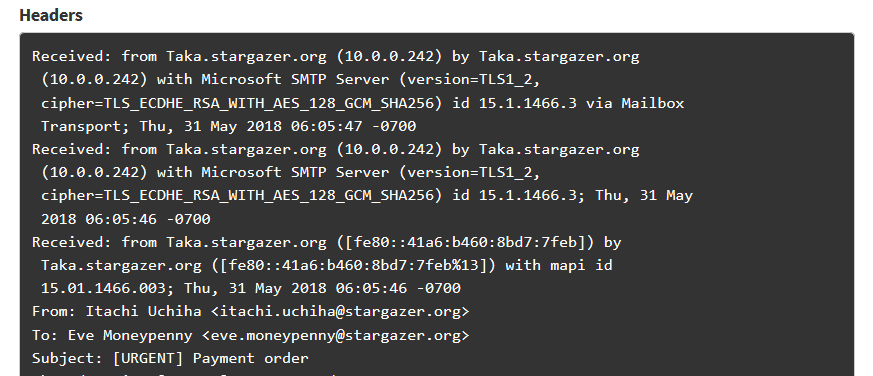 Headers
Received: from Taka.stargazer.org (10.0.0.242) by Taka.stargazer.org
(10.0.0.242) with Microsoft SMTP Server (version=TLS1_2,
cipher=TLS_ECDHE_RSA_WITH_AES_128_GCM_SHA256) id 15.1.1466.3 via Mailbox
Transport; Thu, 31 May 2018 06:05:47 -0700
Received: from Taka.stargazer.org (10.0.0.242) by Taka.stargazer.org
(10.0.0.242) with Microsoft SMTP Server (version=TLS1_2,
cipher=TLS_ECDHE_RSA_WITH_AES_128_GCM_SHA256) id 15.1.1466.3; Thu, 31 May
2018 06:05:46 -0700
Received: from Taka.stargazer.org ([fe80::41a6:b460:8bd7:7feb]) by
Taka.stargazer.org ([fe80::41a6:b460:8bd7:7feb%13]) with mapi id
15.01.1466.003; Thu, 31 May 2018 06:05:46 -0700
From: Itachi Uchiha <itachi.uchiha@stargazer.org>
To: Eve Moneypenny <eve.moneypenny@stargazer.org>
Subject: [URGENT] Payment order